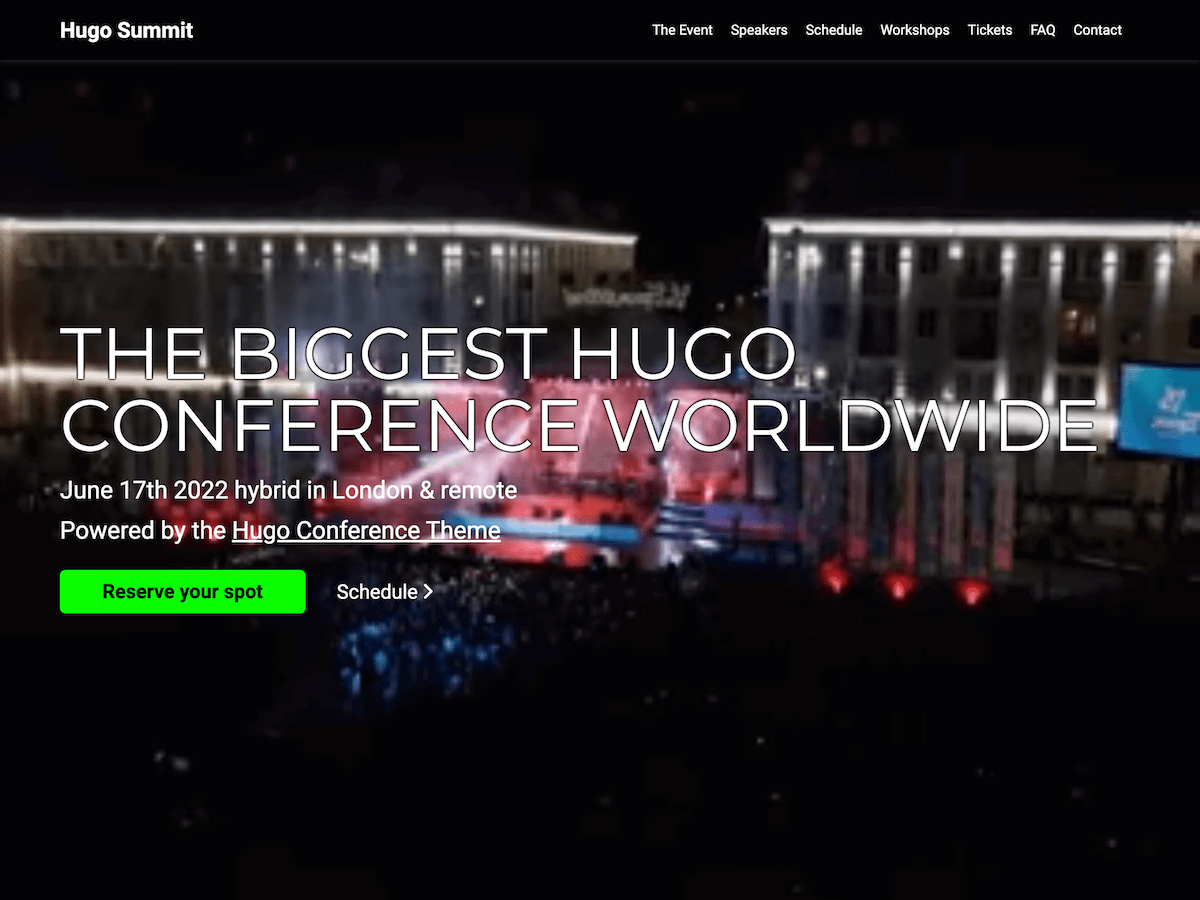 Hugo Summit
The Event Speakers Schedule Workshops Tickets FAQ Contact
THE BIGGEST HUGO
CONFERENCE WORLDWIDE
June 17th 2022 hybrid in London & remote
Powered by the Hugo Conference Theme
Reserve your spot
Schedule